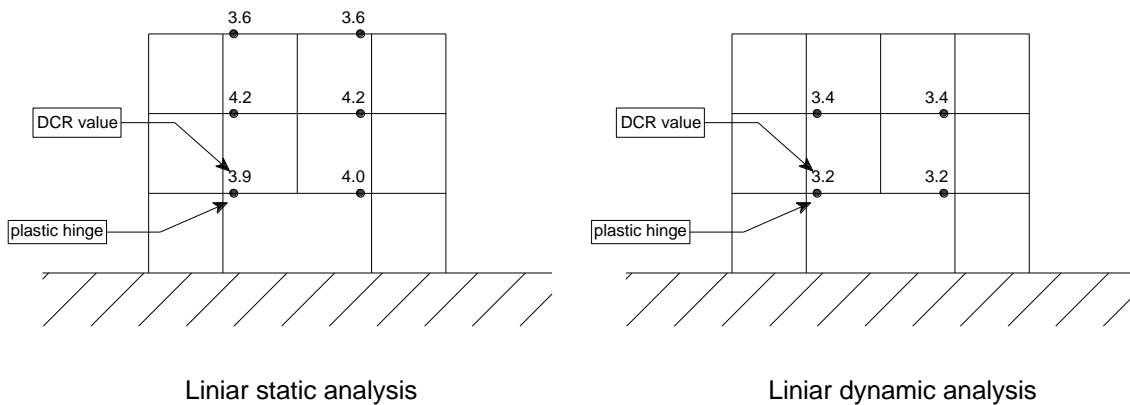 3.6 3.6
4.2 4.2
DCR value
3.9 4.0
plastic hinge
Liniar static analysis
3.4 3.4
DCR value
3.2 3.2
plastic hinge
Liniar dynamic analysis